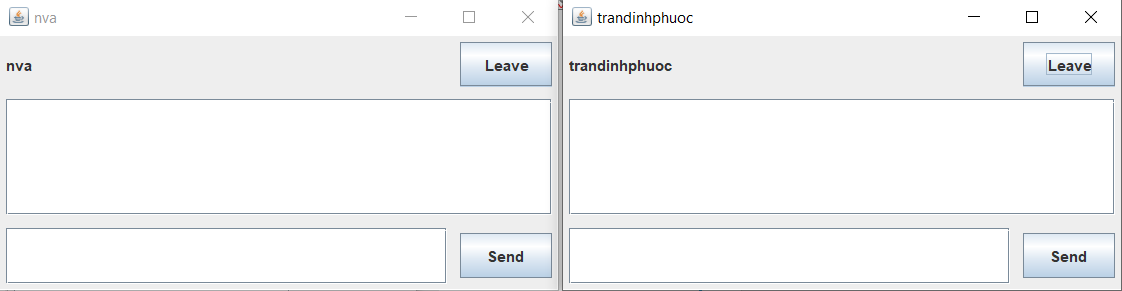 nva
nva
Leave
Send
trandinhphuoc
trandinhphuoc
Leave
Send